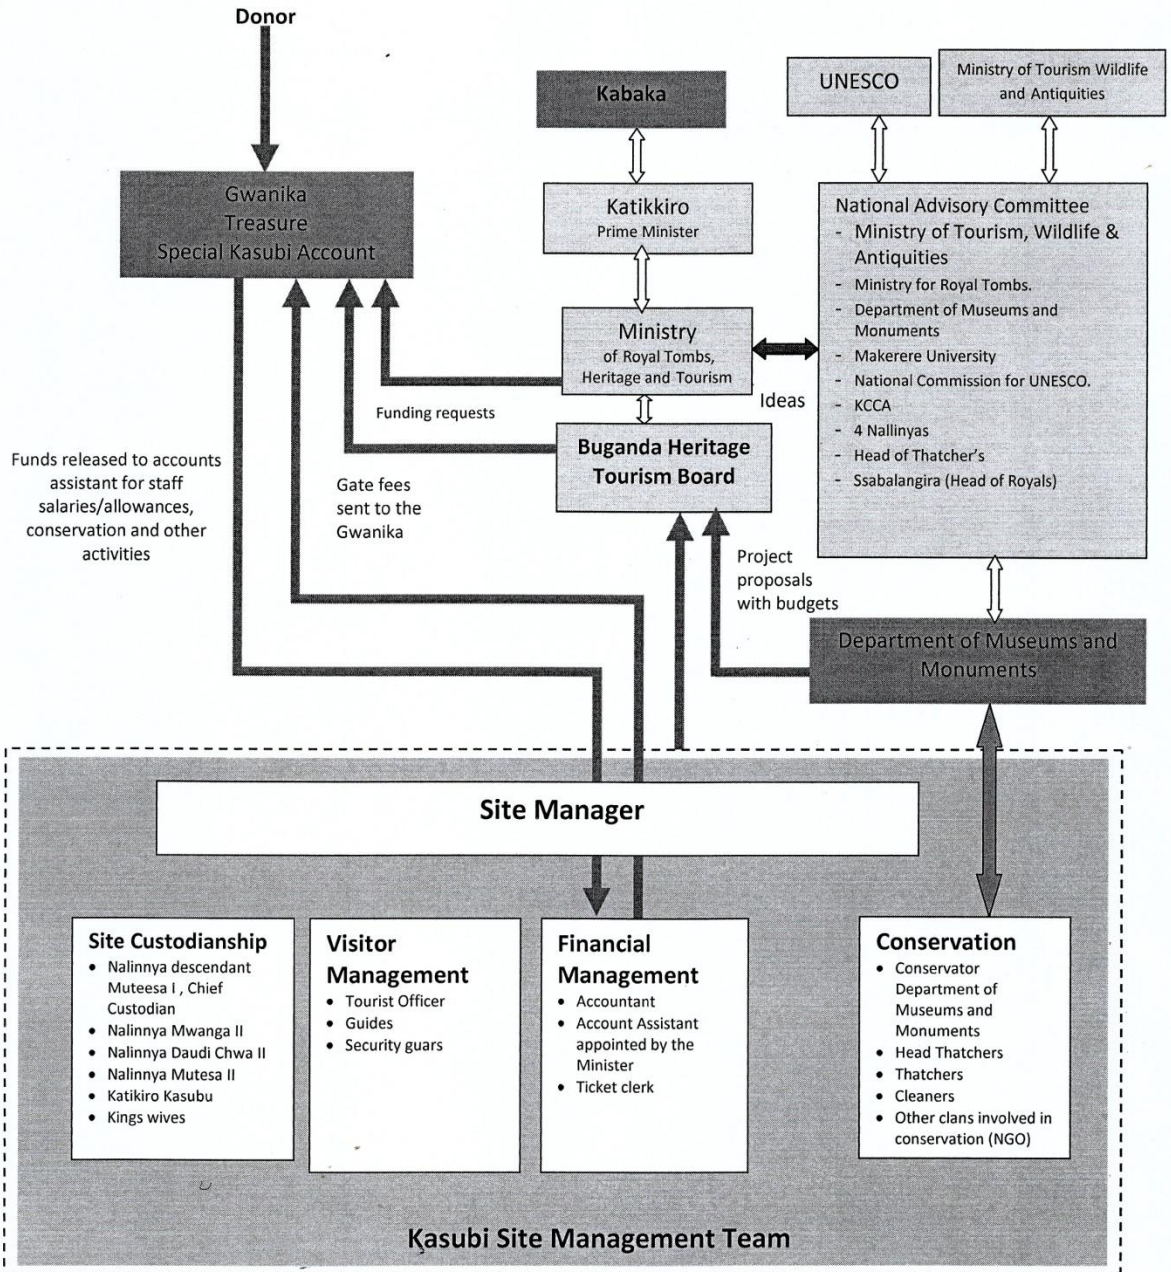 Donor
Kabaka
UNESCO
Ministry of Tourism Wildlife
and Antiquities
Gwanika
Treasure
Special Kasubi Account
Katikkiro
Prime Minister
National Advisory Committee
- Ministry of Tourism, Wildlife &
Antiquities
- Ministry for Royal Tombs.
- Department of Museums and
Monuments
- Makerere University
- National Commission for UNESCO.
- KCCA
- 4 Nallinyas
- Head of Thatcher's
- Ssabalangira (Head of Royals)
Ministry
of Royal Tombs,
Heritage and Tourism
Ideas
Funding requests
Buganda Heritage
Tourism Board
Funds released to accounts
assistant for staff
salaries/allowances,
conservation and other
activities
Gate fees
sent to the
Gwanika
Project
proposals
with budgets
Department of Museums and
Monuments
Site Manager
Site Custodianship
• Nalinnya descendant
Muteesa I , Chief
Custodian
• Nalinnya Mwanga II
• Nalinnya Daudi Chwa II
• Nalinnya Mutesa II
• Katikiro Kasubu
• Kings wives
Visitor
Management
• Tourist Officer
• Guides
• Security guars
Financial
Management
• Accountant
• Account Assistant
appointed by the
Minister
• Ticket clerk
Conservation
• Conservator
Department of
Museums and
Monuments
• Head Thatchers
• Thatchers
• Cleaners
• Other clans involved in
conservation (NGO)
Kasubi Site Management Team